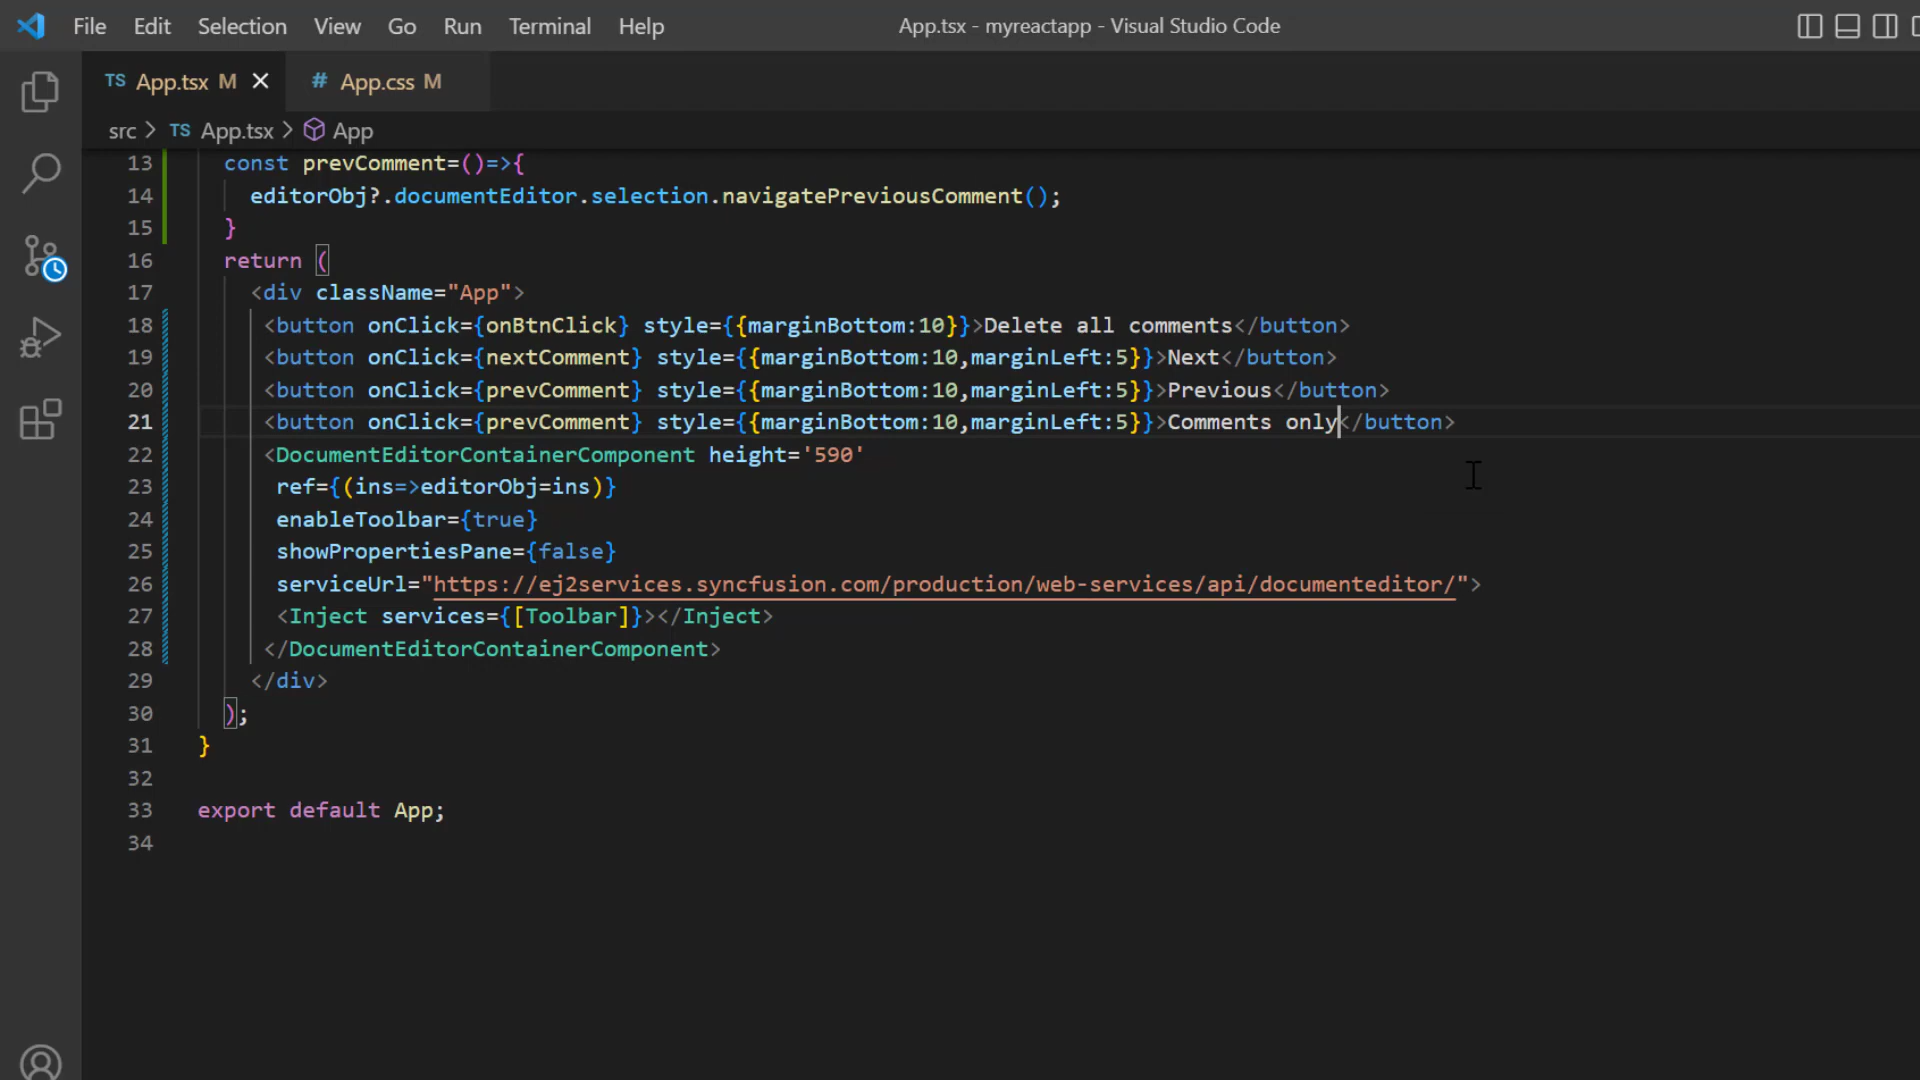 File Edit Selection View Go Run Terminal Help App.tsx - myreactapp - Visual Studio Code
TS App.tsx M # App.css M
src > TS App.tsx > App
13 const prevComment=()=>{
14 editorObj?.documentEditor.selection.navigatePreviousComment();
15 }
16 return (
17 <div className="App">
18 <button onClick={onBtnClick} style={{marginBottom:10}}>Delete all comments</button>
19 <button onClick={nextComment} style={{marginBottom:10,marginLeft:5}}>Next</button>
20 <button onClick={prevComment} style={{marginBottom:10,marginLeft:5}}>Previous</button>
21 <button onClick={prevComment} style={{marginBottom:10,marginLeft:5}}>Comments only</button>
22 <DocumentEditorContainerComponent height='590'
23 ref={(ins=>editorObj=ins)}
24 enableToolbar={true}
25 showPropertiesPane={false}
26 serviceUrl="https://ej2services.syncfusion.com/production/web-services/api/documenteditor/">
27 <Inject services={[Toolbar]}></Inject>
28 </DocumentEditorContainerComponent>
29 </div>
30 );
31 }
32
33 export default App;
34